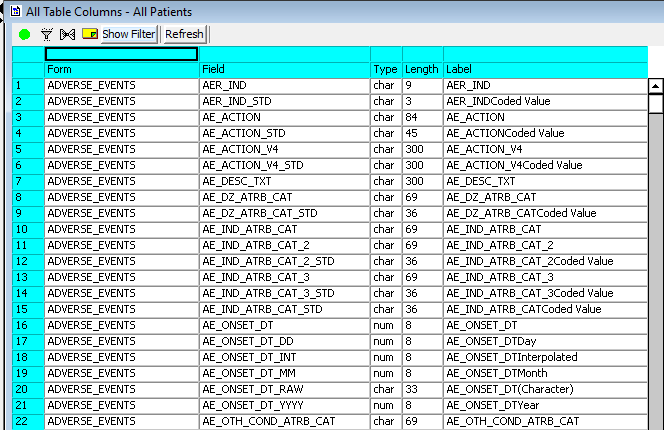 All Table Columns - All Patients
Show Filter Refresh
Form Field Type Length Label
1 ADVERSE_EVENTS AER_IND char 9 AER_IND
2 ADVERSE_EVENTS AER_IND_STD char 3 AER_INDCoded Value
3 ADVERSE_EVENTS AE_ACTION char 84 AE_ACTION
4 ADVERSE_EVENTS AE_ACTION_STD char 45 AE_ACTIONCoded Value
5 ADVERSE_EVENTS AE_ACTION_V4 char 300 AE_ACTION_V4
6 ADVERSE_EVENTS AE_ACTION_V4_STD char 300 AE_ACTION_V4Coded Value
7 ADVERSE_EVENTS AE_DESC_TXT char 300 AE_DESC_TXT
8 ADVERSE_EVENTS AE_DZ_ATRB_CAT char 69 AE_DZ_ATRB_CAT
9 ADVERSE_EVENTS AE_DZ_ATRB_CAT_STD char 36 AE_DZ_ATRB_CATCoded Value
10 ADVERSE_EVENTS AE_IND_ATRB_CAT char 69 AE_IND_ATRB_CAT
11 ADVERSE_EVENTS AE_IND_ATRB_CAT_2 char 69 AE_IND_ATRB_CAT_2
12 ADVERSE_EVENTS AE_IND_ATRB_CAT_2_STD char 36 AE_IND_ATRB_CAT_2Coded Value
13 ADVERSE_EVENTS AE_IND_ATRB_CAT_3 char 69 AE_IND_ATRB_CAT_3
14 ADVERSE_EVENTS AE_IND_ATRB_CAT_3_STD char 36 AE_IND_ATRB_CAT_3Coded Value
15 ADVERSE_EVENTS AE_IND_ATRB_CAT_STD char 36 AE_IND_ATRB_CATCoded Value
16 ADVERSE_EVENTS AE_ONSET_DT num 8 AE_ONSET_DT
17 ADVERSE_EVENTS AE_ONSET_DT_DD num 8 AE_ONSET_DTDay
18 ADVERSE_EVENTS AE_ONSET_DT_INT num 8 AE_ONSET_DTInterpolated
19 ADVERSE_EVENTS AE_ONSET_DT_MM num 8 AE_ONSET_DTMonth
20 ADVERSE_EVENTS AE_ONSET_DT_RAW char 33 AE_ONSET_DT(Character)
21 ADVERSE_EVENTS AE_ONSET_DT_YYYY num 8 AE_ONSET_DTYear
22 ADVERSE_EVENTS AE_OTH_COND_ATRB_CAT char 69 AE_OTH_COND_ATRB_CAT